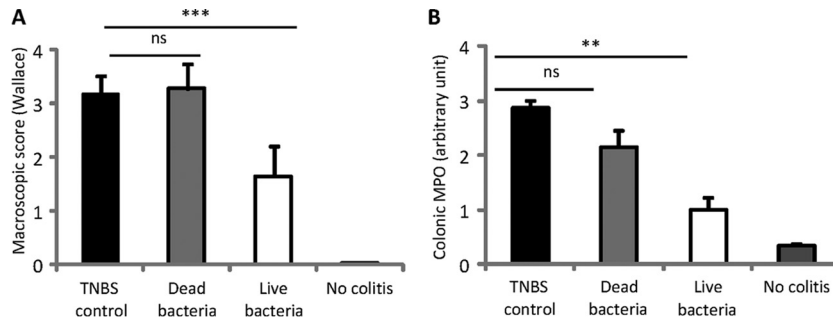 A
***
ns
Macroscopic score (Wallace)
4
3
2
1
0
TNBS
control
Dead
bacteria
Live
bacteria
No colitis
B
**
ns
Colonic MPO (arbitrary unit)
4
3
2
1
0
TNBS
control
Dead
bacteria
Live
bacteria
No colitis